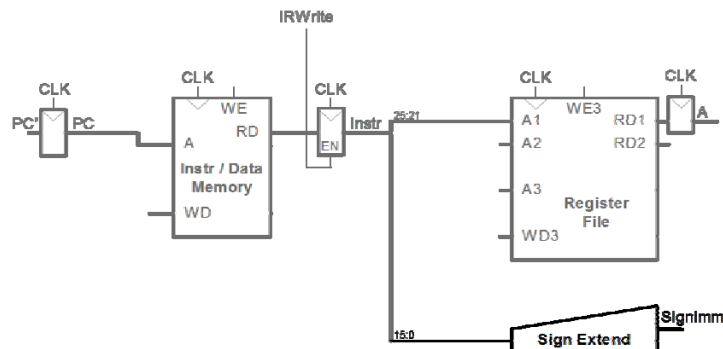 IRWrite
CLK
CLK
CLK
CLK
CLK
PC'
PC
WE
A
RD
Instr / Data
Memory
WD
EN
Instr
25:21
WE3
A1
RD1
A
A2
RD2
A3
Register
File
WD3
SignImm
15:0
Sign Extend